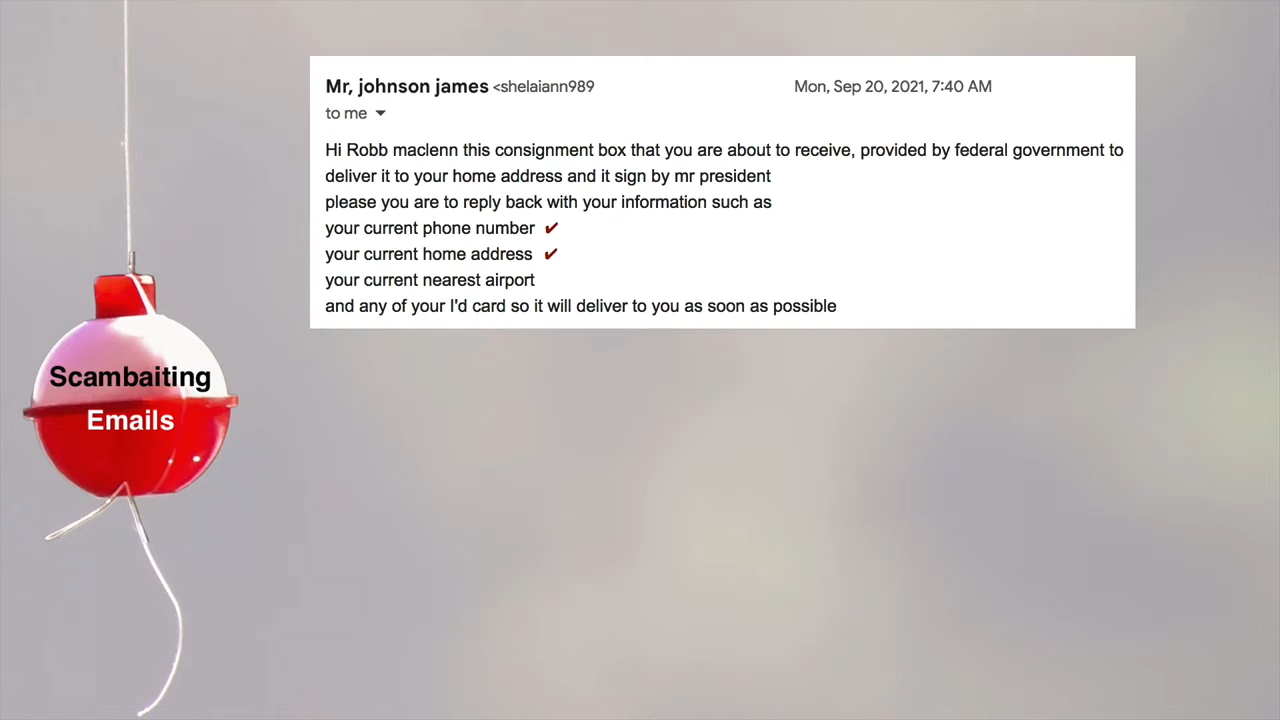 Mr, johnson james <shelaiann989 Mon, Sep 20, 2021, 7:40 AM
to me
Hi Robb maclenn this consignment box that you are about to receive, provided by federal government to
deliver it to your home address and it sign by mr president
please you are to reply back with your information such as
your current phone number ✔
your current home address ✔
your current nearest airport
and any of your I'd card so it will deliver to you as soon as possible
Scambaiting
Emails